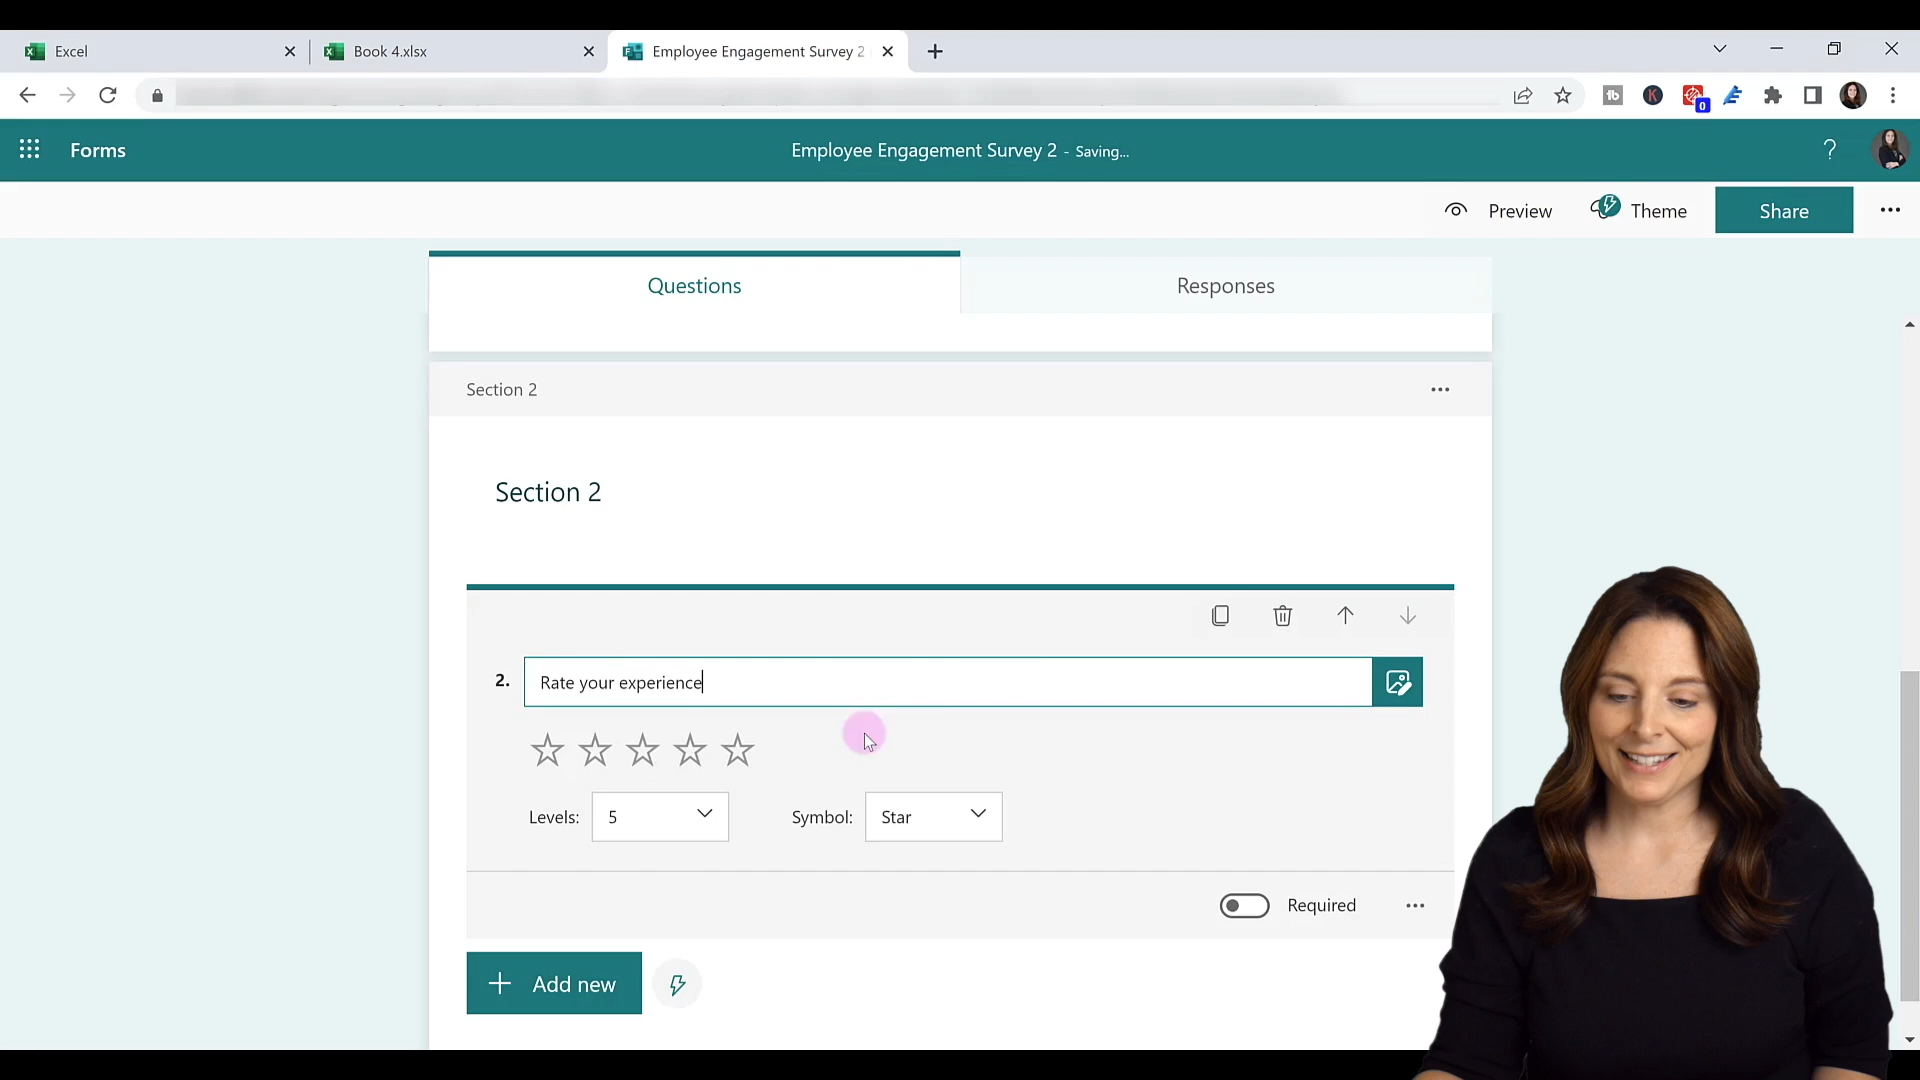 Excel
Book 4.xlsx
Employee Engagement Survey 2
0
Forms
Employee Engagement Survey 2 - Saving...
?
Preview
Theme
Share
Questions
Responses
Section 2
Section 2
2.
Rate your experience
Levels:
5
Symbol:
Star
Required
Add new